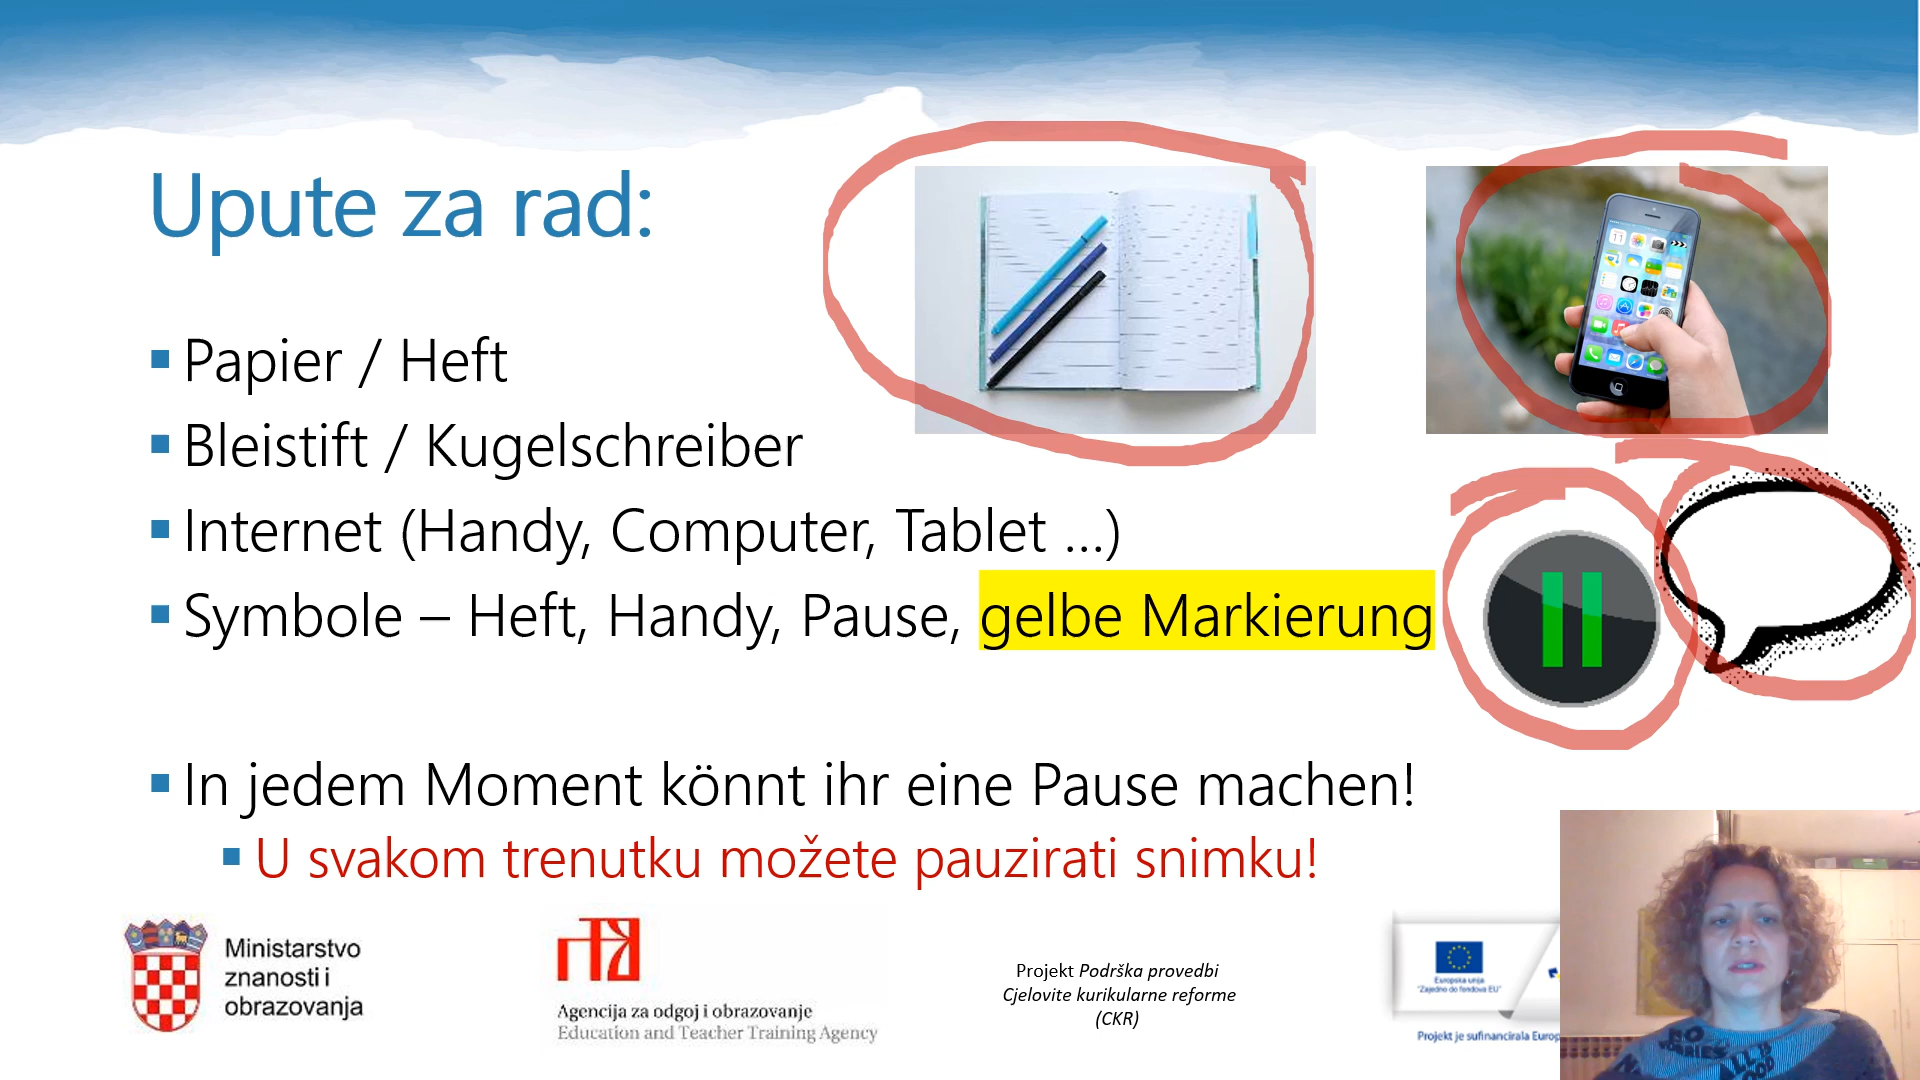 Upute za rad:
Papier / Heft
Bleistift / Kugelschreiber
Internet (Handy, Computer, Tablet ...)
Symbole – Heft, Handy, Pause, gelbe Markierung
In jedem Moment könnt ihr eine Pause machen!
U svakom trenutku možete pauzirati snimku!
Ministarstvo
znanosti i
obrazovanja
Agencija za odgoj i obrazovanje
Education and Teacher Training Agency
Projekt Podrška provedbi
Cjelovite kurikularne reforme
(CKR)
Europska unija
"Zajedno do fondova EU"
Projekt je sufinancirala Europ
NO
ALL